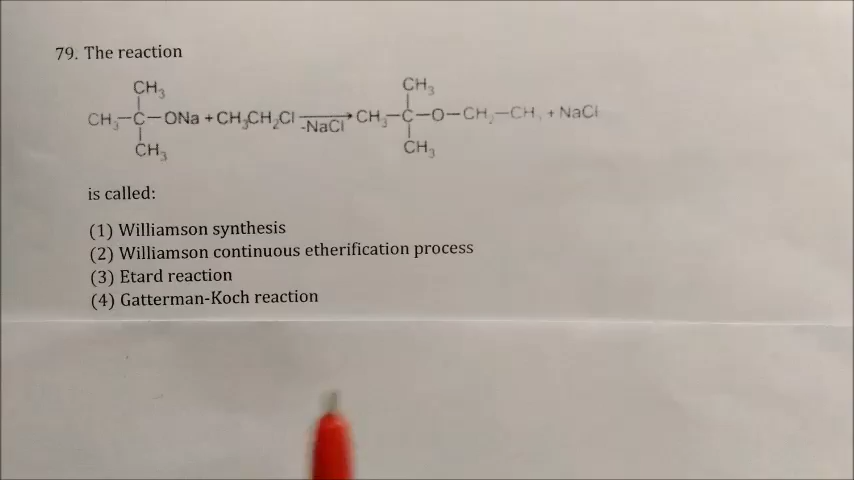 79. The reaction
CH₃ CH₃
CH₃–C–ONa + CH₃CH₂Cl –NaCl→ CH₃–C–O–CH₂–CH₃ + NaCl
CH₃ CH₃
is called:
(1) Williamson synthesis
(2) Williamson continuous etherification process
(3) Etard reaction
(4) Gatterman-Koch reaction